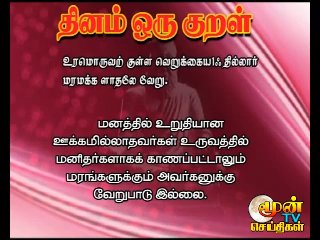 தினம் ஒரு குறள்
உரமொருவற் குள்ள வெறுக்கையஃ தில்லார்
மரமக்க ளாதலே வேறு.
மனத்தில் உறுதியான
ஊக்கமில்லாதவர்கள் உருவத்தில்
மனிதர்களாகக் காணப்பட்டாலும்
மரங்களுக்கும் அவர்களுக்கு
வேறுபாடு இல்லை.
மூன்
TV
செய்திகள்